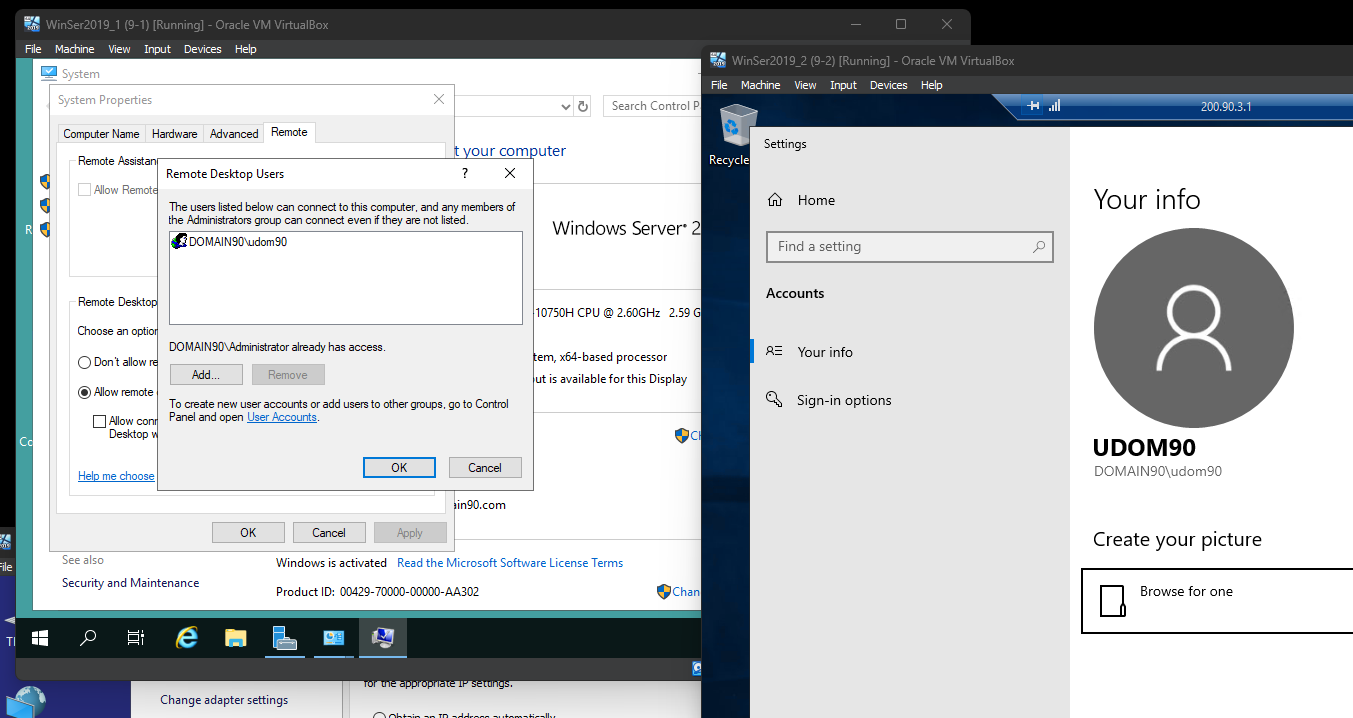 WinSer2019_1 (9-1) [Running] - Oracle VM VirtualBox
File Machine View Input Devices Help
System
System Properties
Search Control P
Computer Name Hardware Advanced Remote
Remote Assistan
Allow Remote
t your computer
Windows Server® 2
Remote Desktop Users
?
The users listed below can connect to this computer, and any members of
the Administrators group can connect even if they are not listed.
DOMAIN90\udom90
DOMAIN90\Administrator already has access.
Add...
Remove
To create new user accounts or add users to other groups, go to Control
Panel and open User Accounts.
OK
Cancel
R
Remote Desktop
Choose an option
Don't allow re
Allow remote
Allow conn
Desktop w
Help me choose
-10750H CPU @ 2.60GHz 2.59 G
tem, x64-based processor
out is available for this Display
Co
Ch
ain90.com
OK
Cancel
Apply
See also
Security and Maintenance
Windows is activated Read the Microsoft Software License Terms
Product ID: 00429-70000-00000-AA302
Chan
File
Change adapter settings
for the appropriate IP settings.
Obtain an IP address automatically
WinSer2019_2 (9-2) [Running] - Oracle VM VirtualBox
File Machine View Input Devices Help
200.90.3.1
Recycle
Settings
Home
Find a setting
Accounts
Your info
Sign-in options
Your info
UDOM90
DOMAIN90\udom90
Create your picture
Browse for one